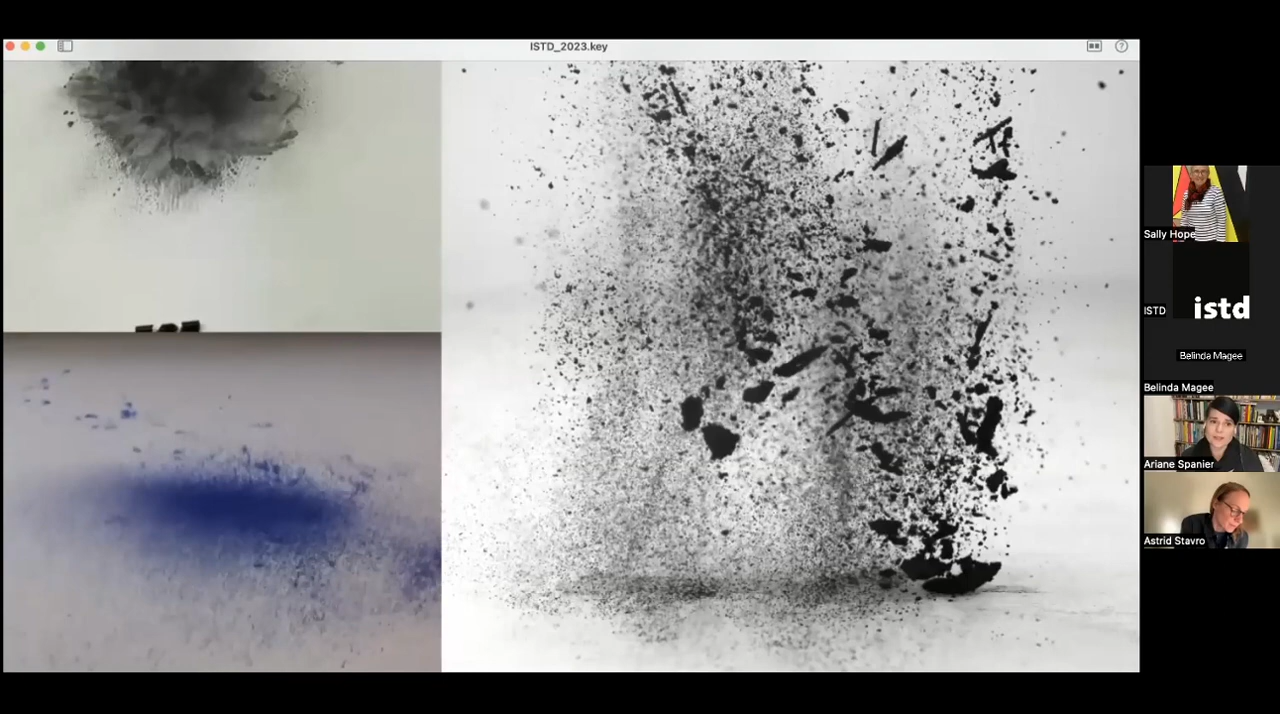 ISTD_2023.key
Sally Hope
istd
ISTD
Belinda Magee
Belinda Magee
Ariane Spanier
Astrid Stavro